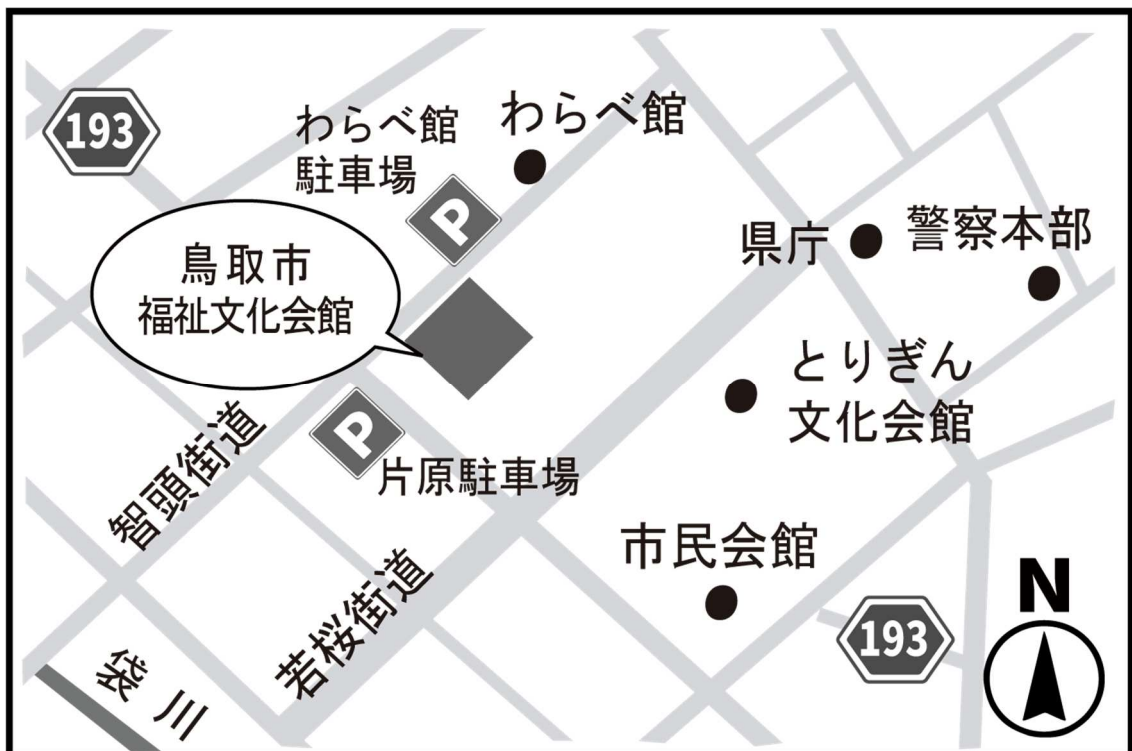 193
わらべ館
駐車場
わらべ館
P
鳥取市
福祉文化会館
県庁
警察本部
とりぎん
文化会館
P
片原駐車場
智頭街道
若桜街道
市民会館
193
N
袋川